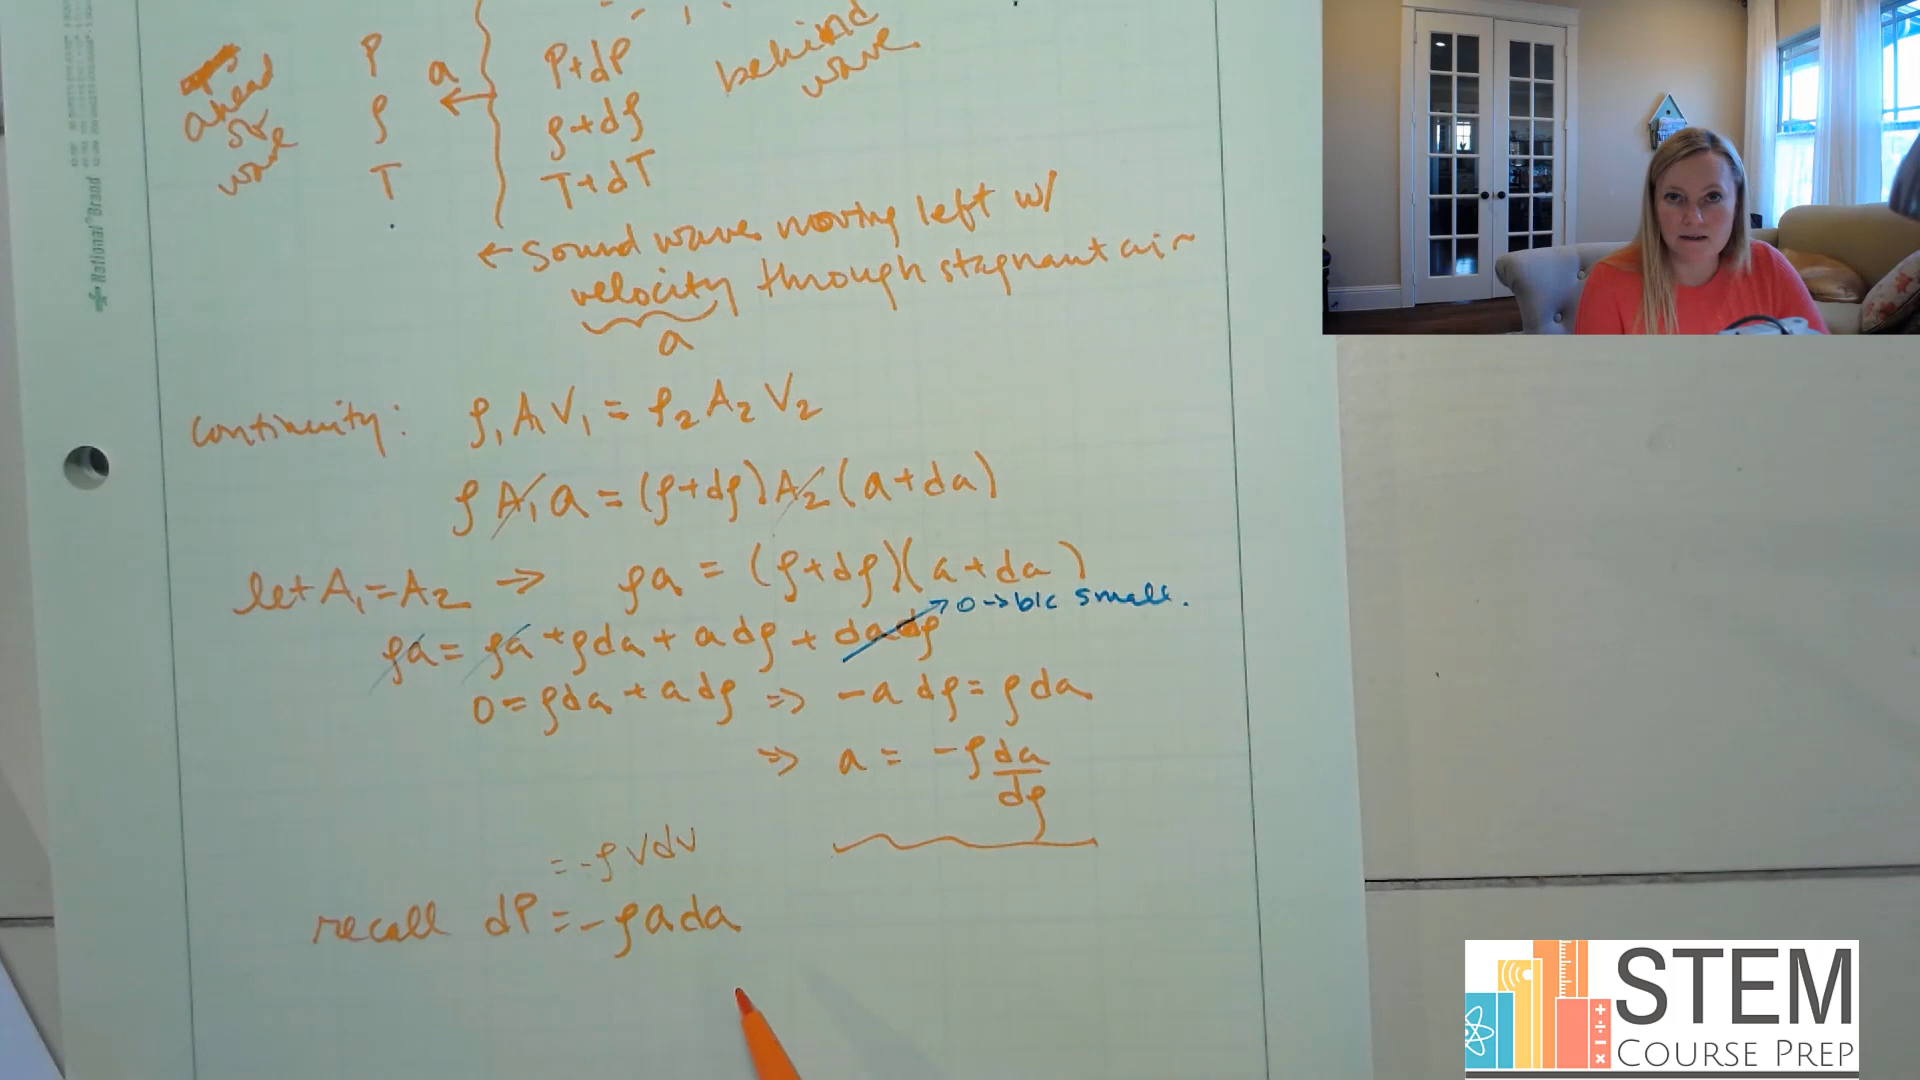 ahead of wave
P
ρ
T
a
P+dP
ρ+dρ
T+dT
behind wave
← Sound wave moving left w/
velocity through stagnant air
a
continuity: ρ₁A₁V₁ = ρ₂A₂V₂
ρA₁a = (ρ+dρ)A₂(a+da)
let A₁=A₂ → ρa = (ρ+dρ)(a+da)
0→b/c small.
ρa = ρa + ρda + adρ + dadρ
0 = ρda + adρ ⇒ -adρ = ρda
⇒ a = -ρ da/dρ
= -ρVdV
recall dP = -ρada
National® Brand
STEM
COURSE PREP